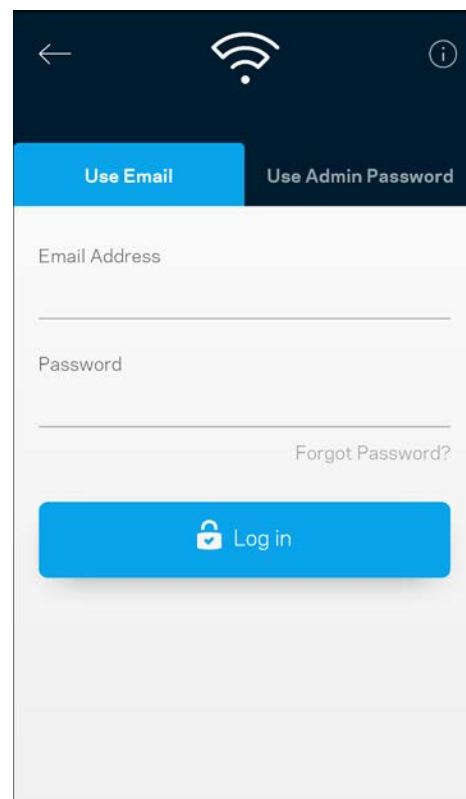 Use Email
Use Admin Password
Email Address
Password
Forgot Password?
Log in